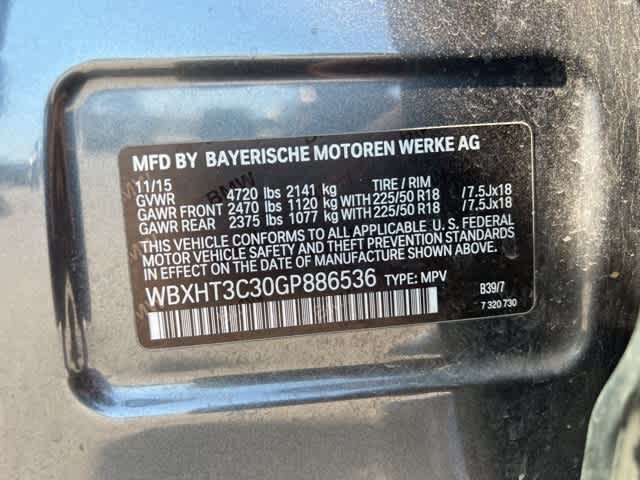 MFD BY BAYERISCHE MOTOREN WERKE AG
11/15 TIRE / RIM
GVWR 4720 lbs 2141 kg
GAWR FRONT 2470 lbs 1120 kg WITH 225/50 R18 /7.5Jx18
GAWR REAR 2375 lbs 1077 kg WITH 225/50 R18 /7.5Jx18
THIS VEHICLE CONFORMS TO ALL APPLICABLE U. S. FEDERAL
MOTOR VEHICLE SAFETY AND THEFT PREVENTION STANDARDS
IN EFFECT ON THE DATE OF MANUFACTURE SHOWN ABOVE.
WBXHT3C30GP886536 TYPE: MPV
B39/7
7 320 730